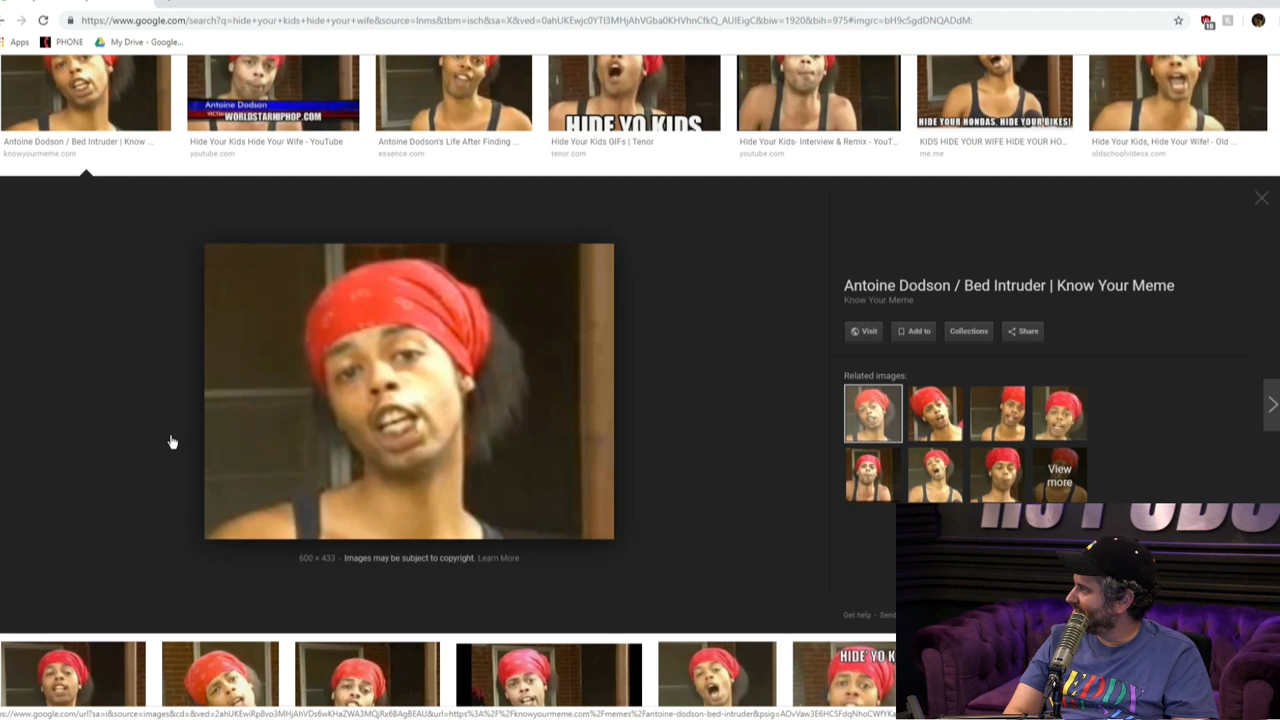 https://www.google.com/search?q=hide+your+kids+hide+your+wife&source=lnms&tbm=isch&sa=X&ved=0ahUKEwjc0YTI3MHjAhVGba0KHVhnCfkQ_AUIEigC&biw=1920&bih=975#imgrc=bH9cSgdDNQADdM:
10
Apps PHONE My Drive - Google...
Antoine Dodson
WORLDSTARHIPHOP.COM
HIDE YO KIDS
HIDE YOUR HONDAS, HIDE YOUR BIKES!
Antoine Dodson / Bed Intruder | Know ...
knowyourmeme.com
Hide Your Kids Hide Your Wife - YouTube
youtube.com
Antoine Dodson's Life After Finding ...
essence.com
Hide Your Kids GIFs | Tenor
tenor.com
Hide Your Kids- Interview & Remix - YouT...
youtube.com
KIDS HIDE YOUR WIFE HIDE YOUR HO...
me.me
Hide Your Kids, Hide Your Wife! - Old ...
oldschoolvideos.com
Antoine Dodson / Bed Intruder | Know Your Meme
Know Your Meme
Visit Add to Collections Share
Related images:
View
more
600 × 433 - Images may be subject to copyright. Learn More
Get help - Send
HIDE YO K
EDDY